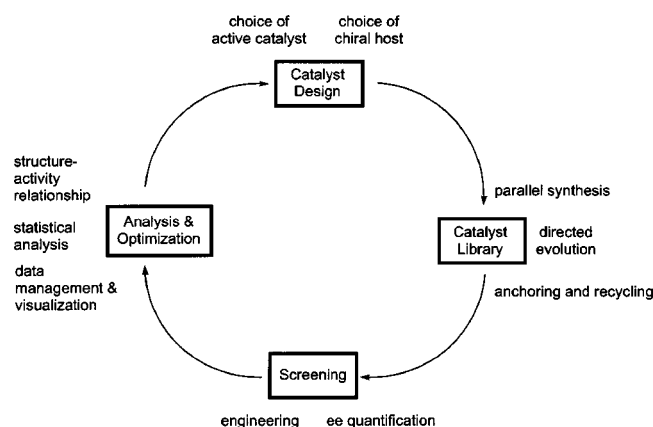 choice of
active catalyst
choice of
chiral host
Catalyst
Design
structure-
activity
relationship
statistical
analysis
data
management &
visualization
Analysis &
Optimization
parallel synthesis
Catalyst
Library
directed
evolution
anchoring and recycling
Screening
engineering
ee quantification